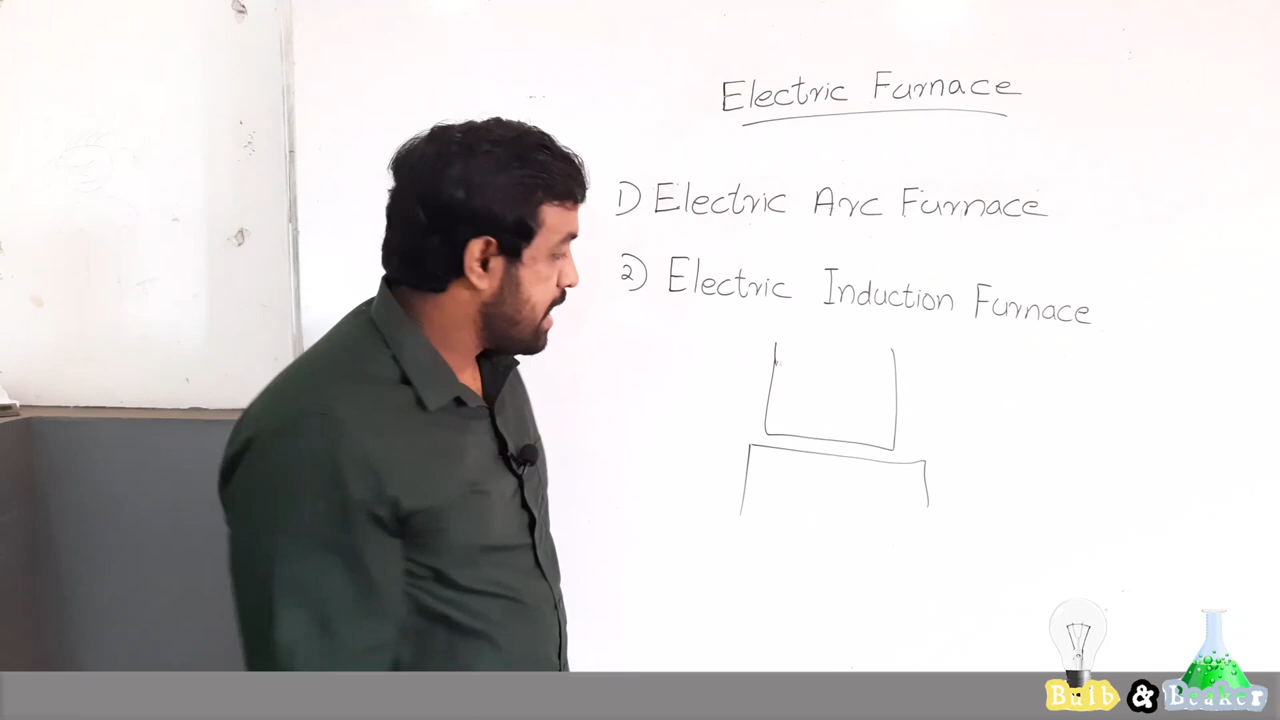 Electric Furnace
1) Electric Arc Furnace
2) Electric Induction Furnace
Bulb & Beaker